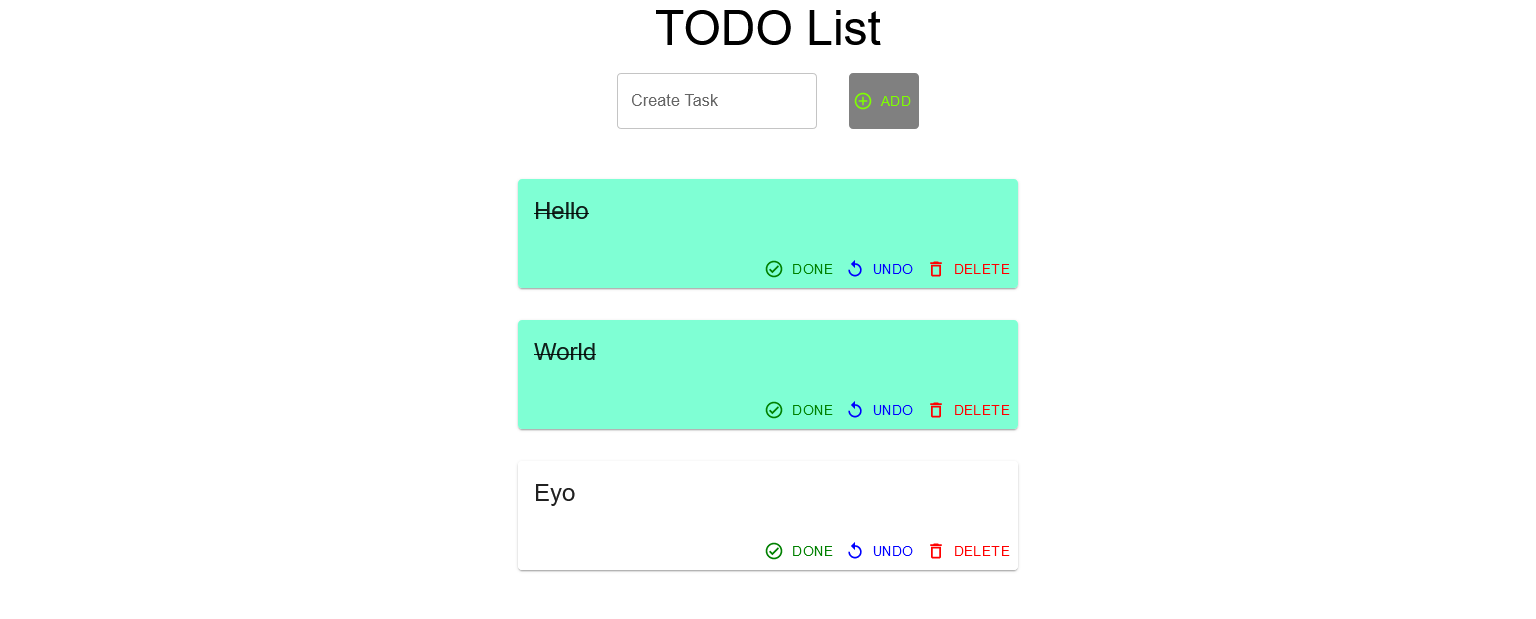 TODO List
Create Task
ADD
Hello
DONE UNDO DELETE
World
DONE UNDO DELETE
Eyo
DONE UNDO DELETE